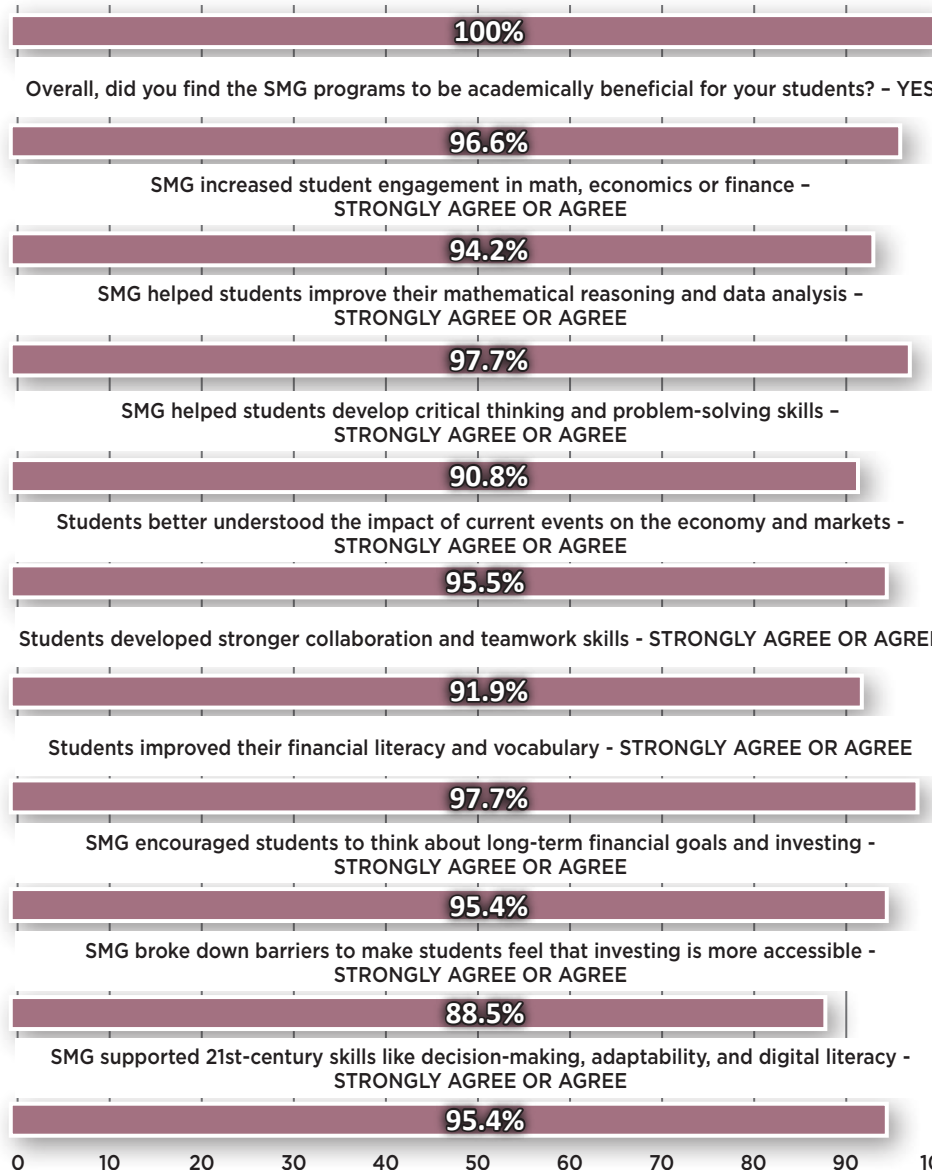 100%
Overall, did you find the SMG programs to be academically beneficial for your students? – YES
96.6%
SMG increased student engagement in math, economics or finance –
STRONGLY AGREE OR AGREE
94.2%
SMG helped students improve their mathematical reasoning and data analysis –
STRONGLY AGREE OR AGREE
97.7%
SMG helped students develop critical thinking and problem-solving skills –
STRONGLY AGREE OR AGREE
90.8%
Students better understood the impact of current events on the economy and markets -
STRONGLY AGREE OR AGREE
95.5%
Students developed stronger collaboration and teamwork skills - STRONGLY AGREE OR AGREE
91.9%
Students improved their financial literacy and vocabulary - STRONGLY AGREE OR AGREE
97.7%
SMG encouraged students to think about long-term financial goals and investing -
STRONGLY AGREE OR AGREE
95.4%
SMG broke down barriers to make students feel that investing is more accessible -
STRONGLY AGREE OR AGREE
88.5%
SMG supported 21st-century skills like decision-making, adaptability, and digital literacy -
STRONGLY AGREE OR AGREE
95.4%
0 10 20 30 40 50 60 70 80 90